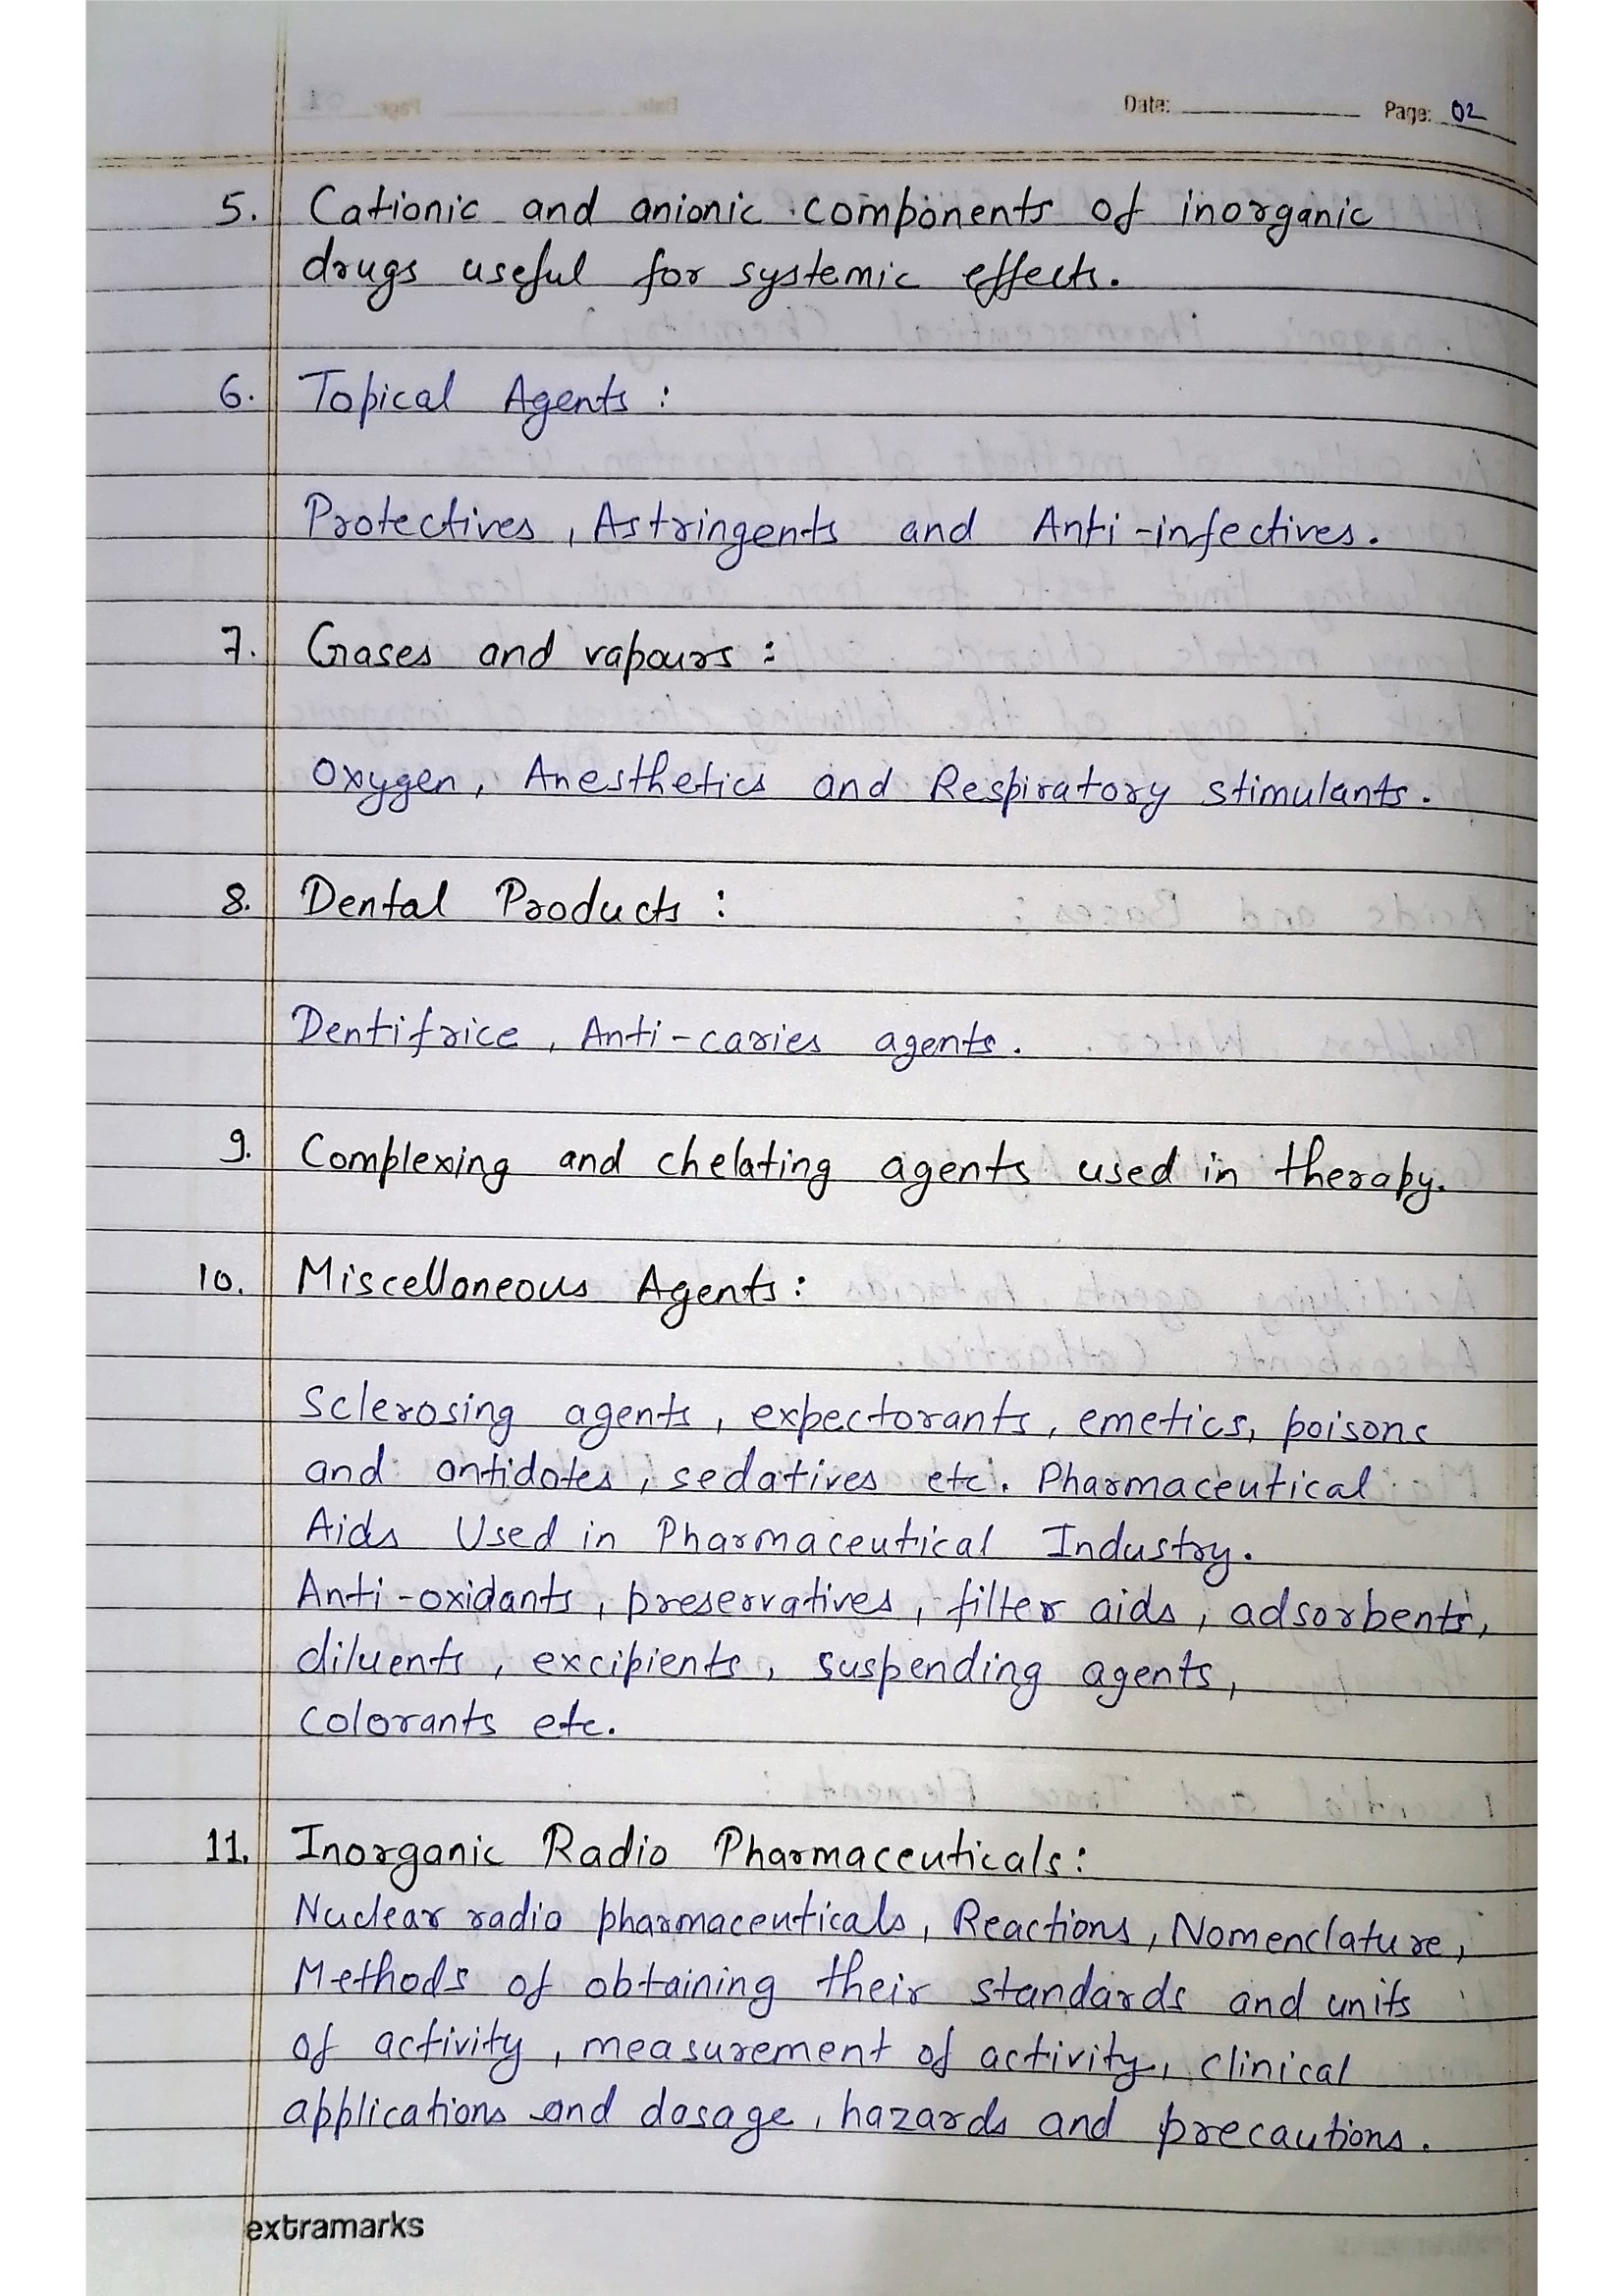 Date: Page: 02
5. Cationic and anionic components of inorganic
drugs useful for systemic effects.
6. Topical Agents :
Protectives, Astringents and Anti-infectives.
7. Gases and vapours :
Oxygen, Anesthetics and Respiratory stimulants.
8. Dental Products :
Dentifrice, Anti-caries agents.
9. Complexing and chelating agents used in therapy.
10. Miscellaneous Agents :
Sclerosing agents, expectorants, emetics, poisons
and antidotes, sedatives etc. Pharmaceutical
Aids Used in Pharmaceutical Industry.
Anti-oxidants, preservatives, filter aids, adsorbents,
diluents, excipients, suspending agents,
colorants etc.
11. Inorganic Radio Pharmaceuticals :
Nuclear radio pharmaceuticals, Reactions, Nomenclature,
Methods of obtaining their standards and units
of activity, measurement of activity, clinical
applications and dosage, hazards and precautions.
extramarks